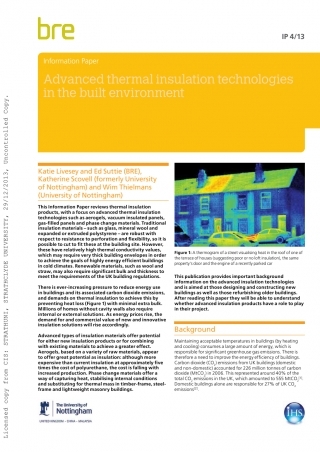 bre
IP 4/13
Information Paper
Advanced thermal insulation technologies
in the built environment
Katie Livesey and Ed Suttie (BRE),
Katherine Scovell (formerly University
of Nottingham) and Wim Thielmans
(University of Nottingham)
This Information Paper reviews thermal insulation
products, with a focus on advanced thermal insulation
technologies such as aerogels, vacuum insulated panels,
gas-filled panels and phase change materials. Traditional
insulation materials – such as glass, mineral wool and
expanded or extruded polystyrene – are robust with
respect to resistance to perforation and flexibility, so it is
possible to cut to fit these at the building site. However,
these have relatively high thermal conductivity values,
which may require very thick building envelopes in order
to achieve the goals of highly energy efficient buildings
in cold climates. Renewable materials, such as wool and
straw, may also require significant bulk and thickness to
meet the requirements of the UK building regulations.
There is ever-increasing pressure to reduce energy use
in buildings and its associated carbon dioxide emissions,
and demands on thermal insulation to achieve this by
preventing heat loss (Figure 1) with minimal extra bulk.
Millions of homes without cavity walls also require
internal or external solutions. As energy prices rise, the
demand for and commercial value of new and innovative
insulation solutions will rise accordingly.
Advanced types of insulation materials offer the potential
for either new insulation products or for combining
with existing materials to achieve a greater effect.
Aerogels, based on a variety of new materials, appear
to offer great potential as insulation: although more
expensive than current insulation at approximately five
times the cost of polyurethane, the cost is falling with
increased production. Phase change materials offer a
way of capturing heat, stabilising internal conditions
and substituting for thermal mass in timber-frame, steel-
frame and lightweight masonry buildings.
The University of
Nottingham
UNITED KINGDOM · CHINA · MALAYSIA
Figure 1: A thermogram of a street visualising heat in the roof of one of
the terrace of houses (suggesting poor or no loft insulation), the same
property's door and the engine of a recently parked car
This publication provides important background
information on the advanced insulation technologies
and is aimed at those designing and constructing new
buildings as well as those refurbishing older buildings.
After reading this paper they will be able to understand
whether advanced insulation products have a role to play
in their project.
Background
Maintaining acceptable temperatures in buildings (by heating
and cooling) consumes a large amount of energy, which is
responsible for significant greenhouse gas emissions. There is
therefore a need to improve the energy efficiency of buildings.
Carbon dioxide (CO2) emissions from UK buildings (domestic
and non-domestic) accounted for 226 million tonnes of carbon
dioxide (MtCO2) in 2006. This represented around 40% of the
total CO2 emissions in the UK, which amounted to 555 MtCO2[1].
Domestic buildings alone are responsible for 27% of UK CO2
emissions[2].
IHS
Licensed copy from CIS: STRATHUNI, STRATHCLYDE UNIVERSITY, 29/12/2013, Uncontrolled Copy.